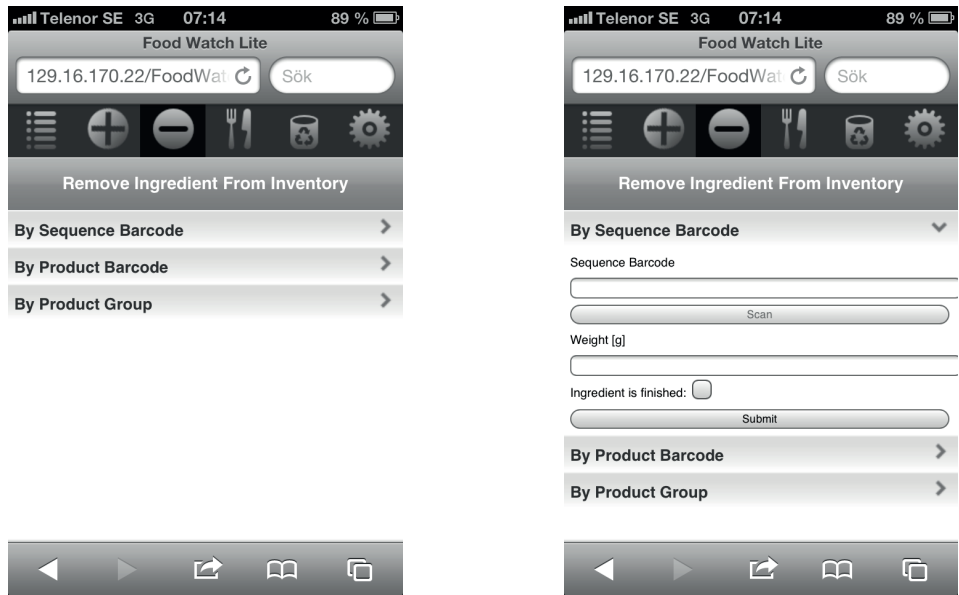 Telenor SE 3G 07:14 89 %
Food Watch Lite
129.16.170.22/FoodWat Sök
Remove Ingredient From Inventory
By Sequence Barcode
By Product Barcode
By Product Group
Telenor SE 3G 07:14 89 %
Food Watch Lite
129.16.170.22/FoodWat Sök
Remove Ingredient From Inventory
By Sequence Barcode
Sequence Barcode
Scan
Weight [g]
Ingredient is finished:
Submit
By Product Barcode
By Product Group